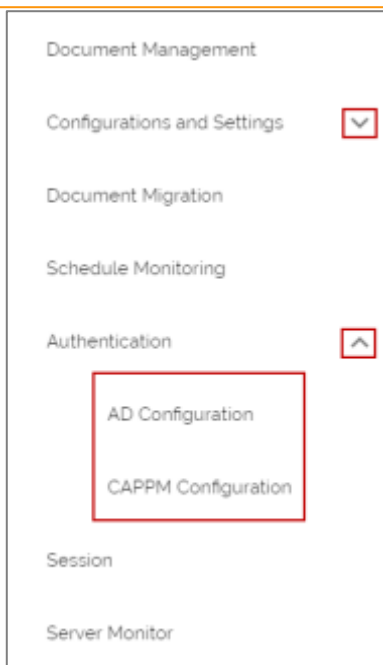 Document Management
Configurations and Settings
Document Migration
Schedule Monitoring
Authentication
AD Configuration
CAPPM Configuration
Session
Server Monitor